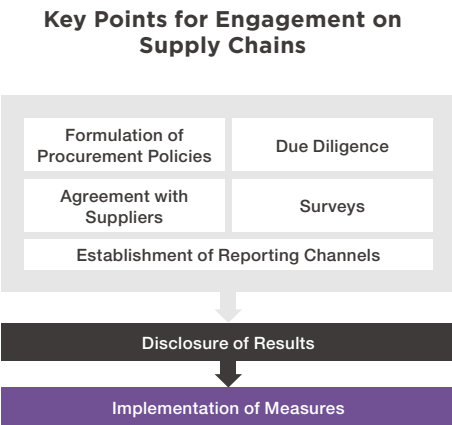 Key Points for Engagement on
Supply Chains
Formulation of
Procurement Policies
Due Diligence
Agreement with
Suppliers
Surveys
Establishment of Reporting Channels
Disclosure of Results
Implementation of Measures